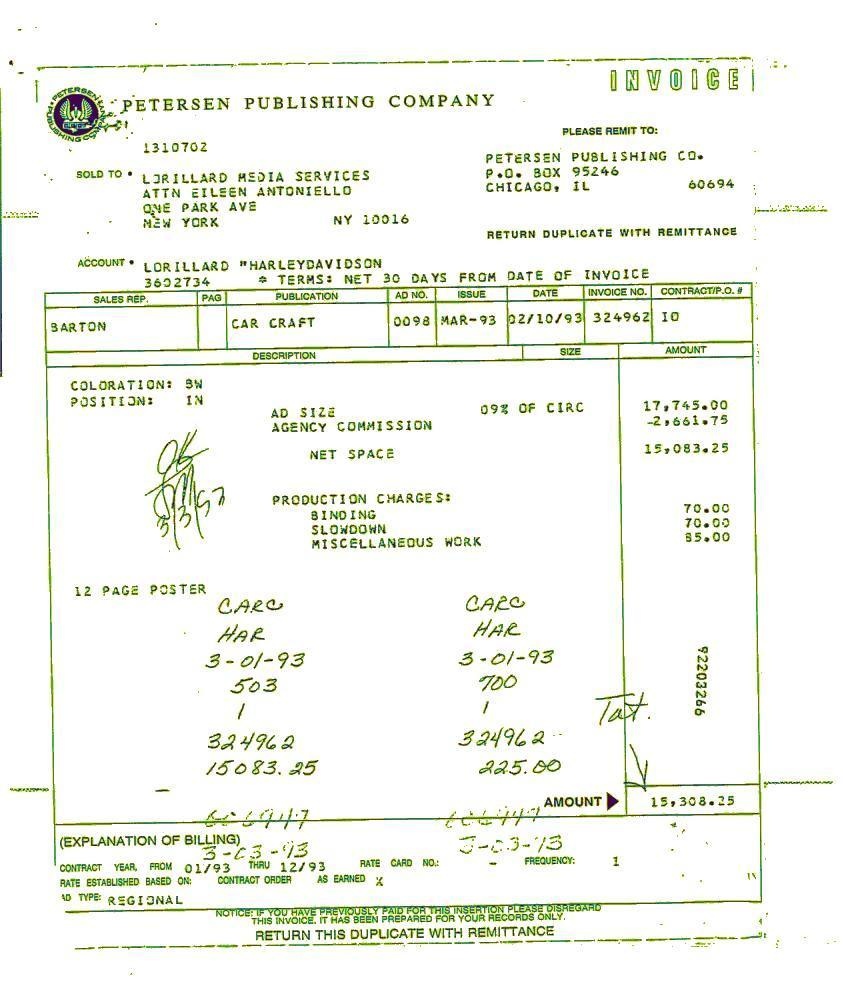 INVOICE
PETERSEN PUBLISHING COMPANY
PLEASE REMIT TO:
1310702
PETERSEN PUBLISHING CO.
P.O. BOX 95246
CHICAGO, IL 60694
SOLD TO • LORILLARD MEDIA SERVICES
ATTN EILEEN ANTONIELLO
ONE PARK AVE
NEW YORK NY 10016
RETURN DUPLICATE WITH REMITTANCE
ACCOUNT • LORILLARD "HARLEYDAVIDSON
3602734 * TERMS: NET 30 DAYS FROM DATE OF INVOICE
SALES REP. PAG PUBLICATION AD NO. ISSUE DATE INVOICE NO. CONTRACT/P.O. #
BARTON CAR CRAFT 0098 MAR-93 02/10/93 324962 IO
DESCRIPTION SIZE AMOUNT
COLORATION: BW
POSITION: IN
AD SIZE 09% OF CIRC 17,745.00
AGENCY COMMISSION -2,661.75
NET SPACE 15,083.25
OK
3/3/93
PRODUCTION CHARGES:
BINDING 70.00
SLOWDOWN 70.00
MISCELLANEOUS WORK 85.00
12 PAGE POSTER
CARC CARC
HAR HAR
3-01-93 3-01-93
503 700
1 1
324962 324962
15083.25 225.00
Tot.
92203266
AMOUNT 15,308.25
(EXPLANATION OF BILLING)
3-03-93 3-03-93
CONTRACT YEAR, FROM 01/93 THRU 12/93 RATE CARD NO.: - FREQUENCY: 1
RATE ESTABLISHED BASED ON: CONTRACT ORDER AS EARNED X
AD TYPE: REGIONAL
NOTICE: IF YOU HAVE PREVIOUSLY PAID FOR THIS INSERTION PLEASE DISREGARD
THIS INVOICE. IT HAS BEEN PREPARED FOR YOUR RECORDS ONLY.
RETURN THIS DUPLICATE WITH REMITTANCE